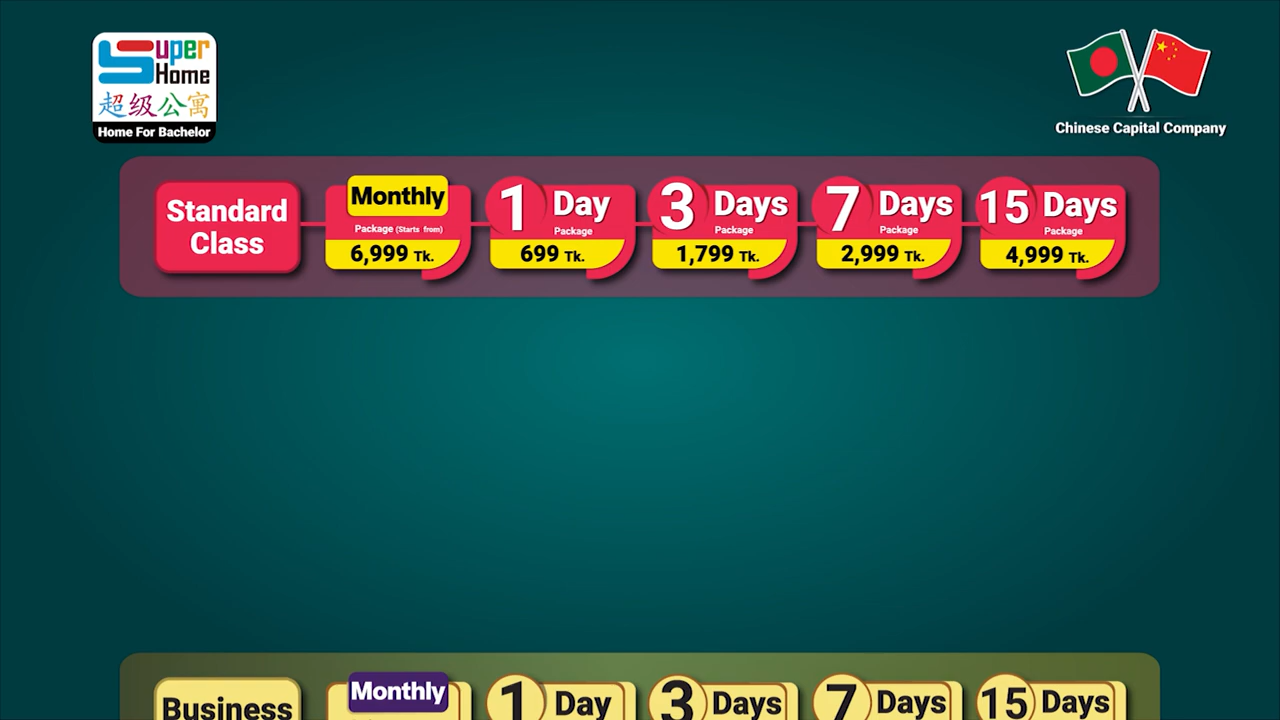 Super
Home
超级公寓
Home For Bachelor
Chinese Capital Company
Standard
Class
Monthly
Package (Starts from)
6,999 Tk.
1 Day
Package
699 Tk.
3 Days
Package
1,799 Tk.
7 Days
Package
2,999 Tk.
15 Days
Package
4,999 Tk.
Business
Monthly
1 Day
3 Days
7 Days
15 Days